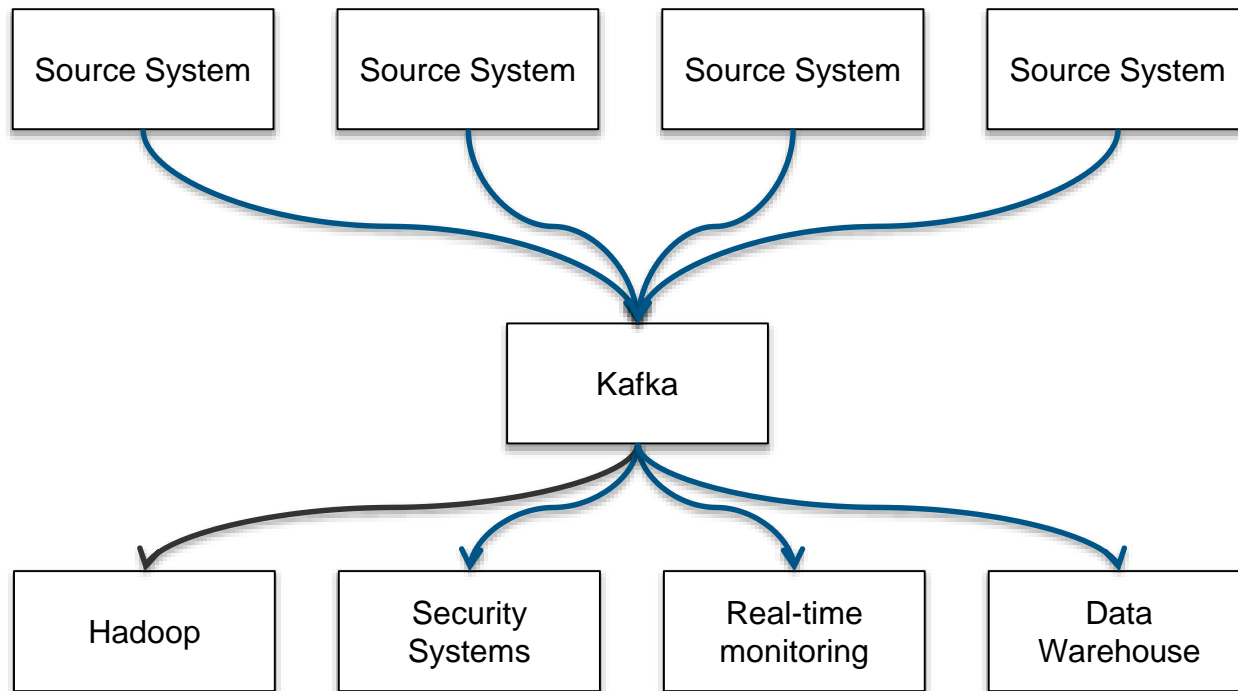 Source System
Source System
Source System
Source System
Kafka
Hadoop
Security
Systems
Real-time
monitoring
Data
Warehouse